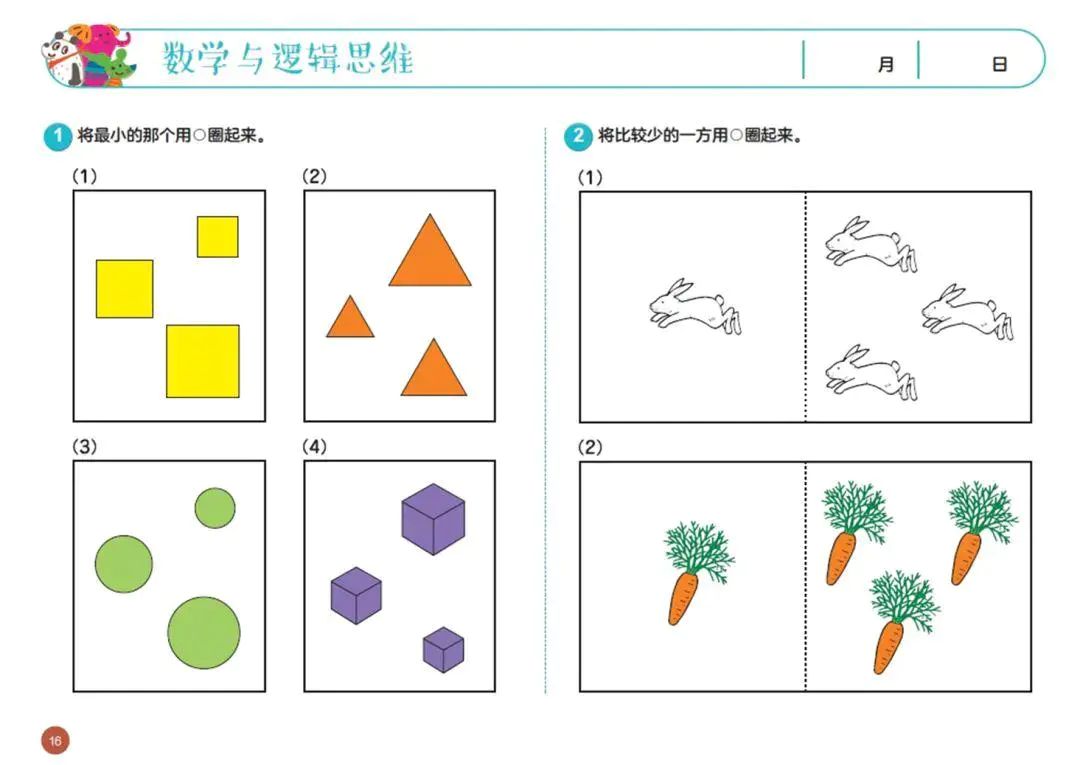 数学与逻辑思维
月 日
1 将最小的那个用○圈起来。
(1) (2)
(3) (4)
2 将比较少的一方用○圈起来。
(1)
(2)
16